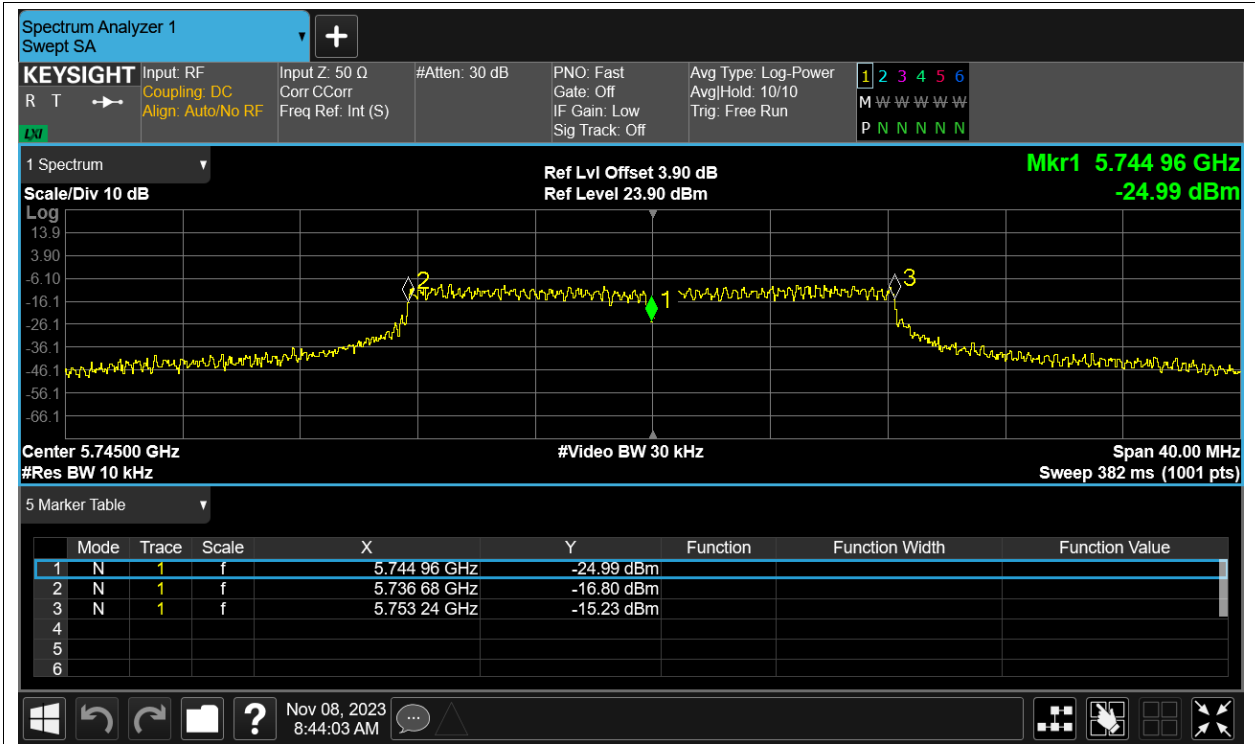 Spectrum Analyzer 1
Swept SA
+
KEYSIGHT
R T
LXI
Input: RF
Coupling: DC
Align: Auto/No RF
Input Z: 50 Ω
Corr CCorr
Freq Ref: Int (S)
#Atten: 30 dB
PNO: Fast
Gate: Off
IF Gain: Low
Sig Track: Off
Avg Type: Log-Power
Avg|Hold: 10/10
Trig: Free Run
1 2 3 4 5 6
M W W W W W
P N N N N N
1 Spectrum
Scale/Div 10 dB
Ref Lvl Offset 3.90 dB
Ref Level 23.90 dBm
Mkr1 5.744 96 GHz
-24.99 dBm
Log
13.9
3.90
-6.10
-16.1
-26.1
-36.1
-46.1
-56.1
-66.1
2
1
3
Center 5.74500 GHz
#Res BW 10 kHz
#Video BW 30 kHz
Span 40.00 MHz
Sweep 382 ms (1001 pts)
5 Marker Table
Mode Trace Scale X Y Function Function Width Function Value
1 N 1 f 5.744 96 GHz -24.99 dBm
2 N 1 f 5.736 68 GHz -16.80 dBm
3 N 1 f 5.753 24 GHz -15.23 dBm
4
5
6
?
Nov 08, 2023
8:44:03 AM